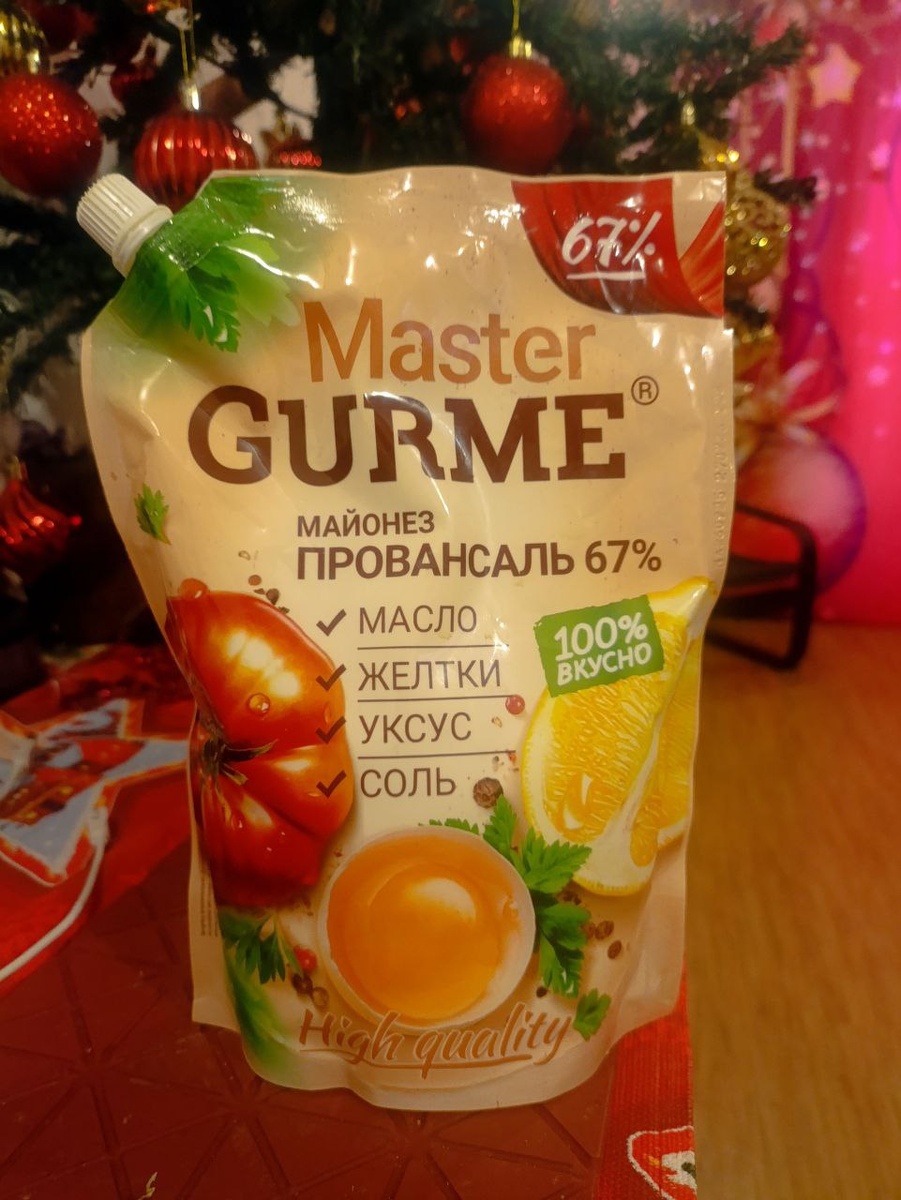 67%
Master
GURME®
МАЙОНЕЗ
ПРОВАНСАЛЬ 67%
МАСЛО
ЖЕЛТКИ
УКСУС
СОЛЬ
100%
ВКУСНО
High quality